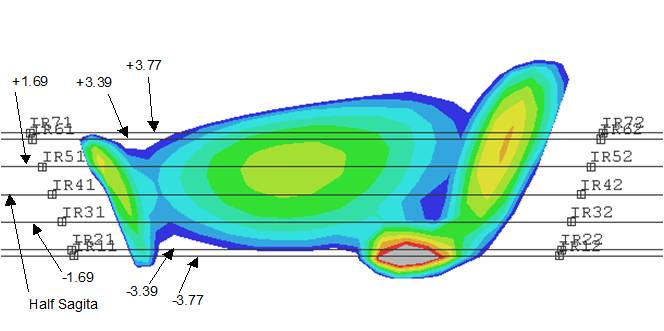 +3.77
+1.69
+3.39
IR71
IR72
IR61
IR62
IR51
IR52
IR41
IR42
IR31
IR32
IR21
IR22
IR11
IR12
-1.69
-3.39
-3.77
Half Sagita